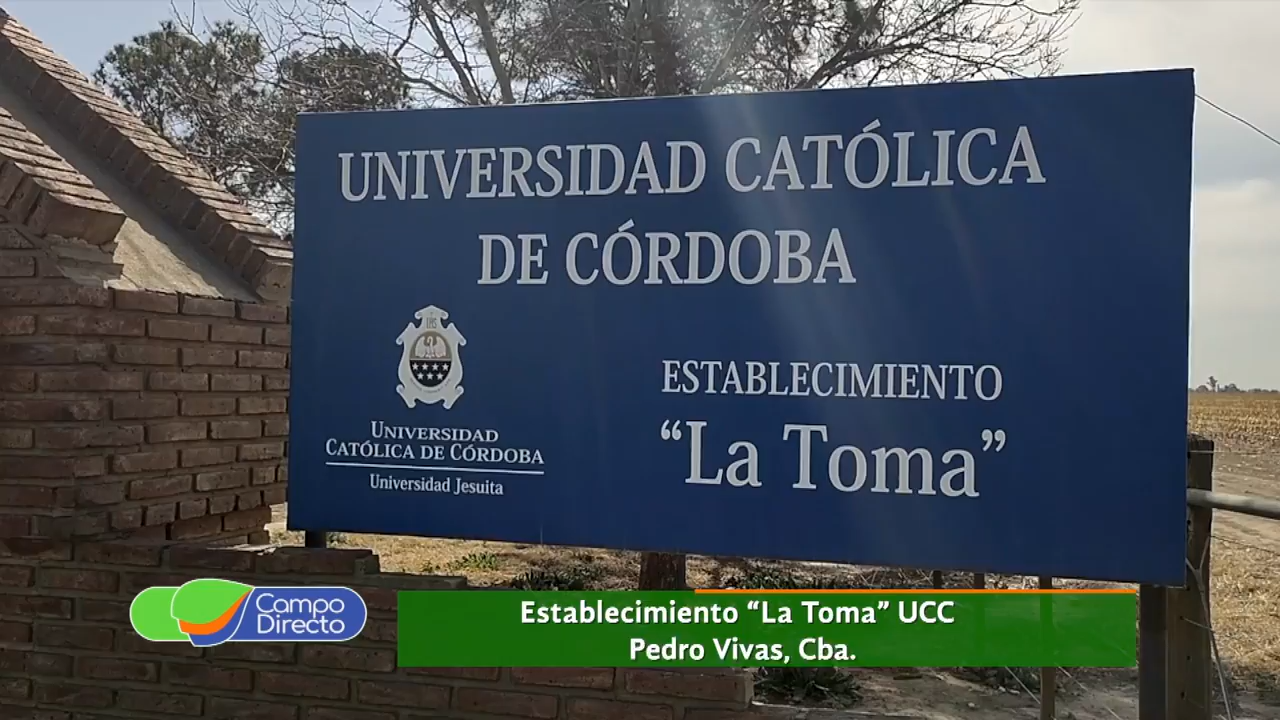 UNIVERSIDAD CATÓLICA
DE CÓRDOBA
IHS
UNIVERSIDAD
CATÓLICA DE CÓRDOBA
Universidad Jesuita
ESTABLECIMIENTO
“La Toma”
Campo
Directo
Establecimiento “La Toma” UCC
Pedro Vivas, Cba.